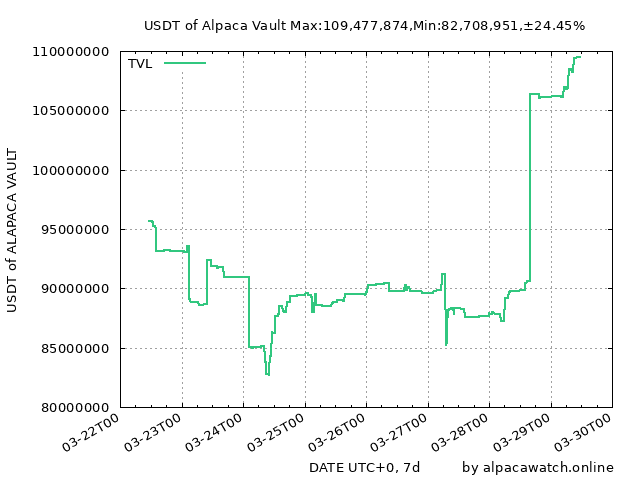 USDT of Alpaca Vault Max:109,477,874,Min:82,708,951,±24.45%
TVL
110000000
105000000
100000000
95000000
90000000
85000000
80000000
USDT of ALAPACA VAULT
03-22T00
03-23T00
03-24T00
03-25T00
03-26T00
03-27T00
03-28T00
03-29T00
03-30T00
DATE UTC+0, 7d
by alpacawatch.online